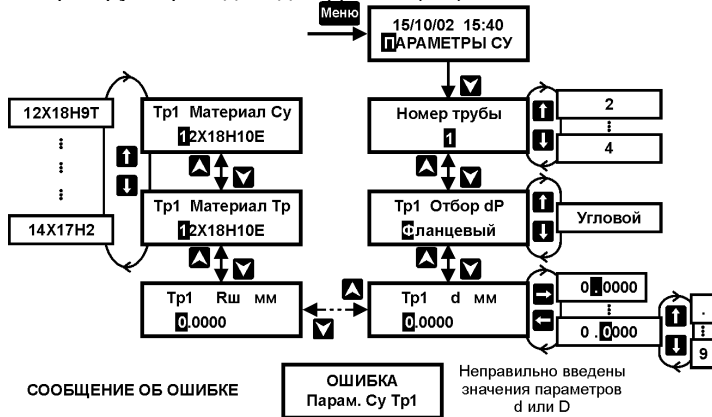 Меню
15/10/02 15:40
ПАРАМЕТРЫ СУ
12Х18Н9Т
14Х17Н2
Тр1 Материал Су
12Х18Н10Е
Номер трубы
1
2
4
Тр1 Материал Тр
12Х18Н10Е
Тр1 Отбор dP
Фланцевый
Угловой
Тр1 Rш мм
0.0000
Тр1 d мм
0.0000
0.0000
0 .0000
.
9
СООБЩЕНИЕ ОБ ОШИБКЕ
ОШИБКА
Парам. Су Тр1
Неправильно введены
значения параметров
d или D